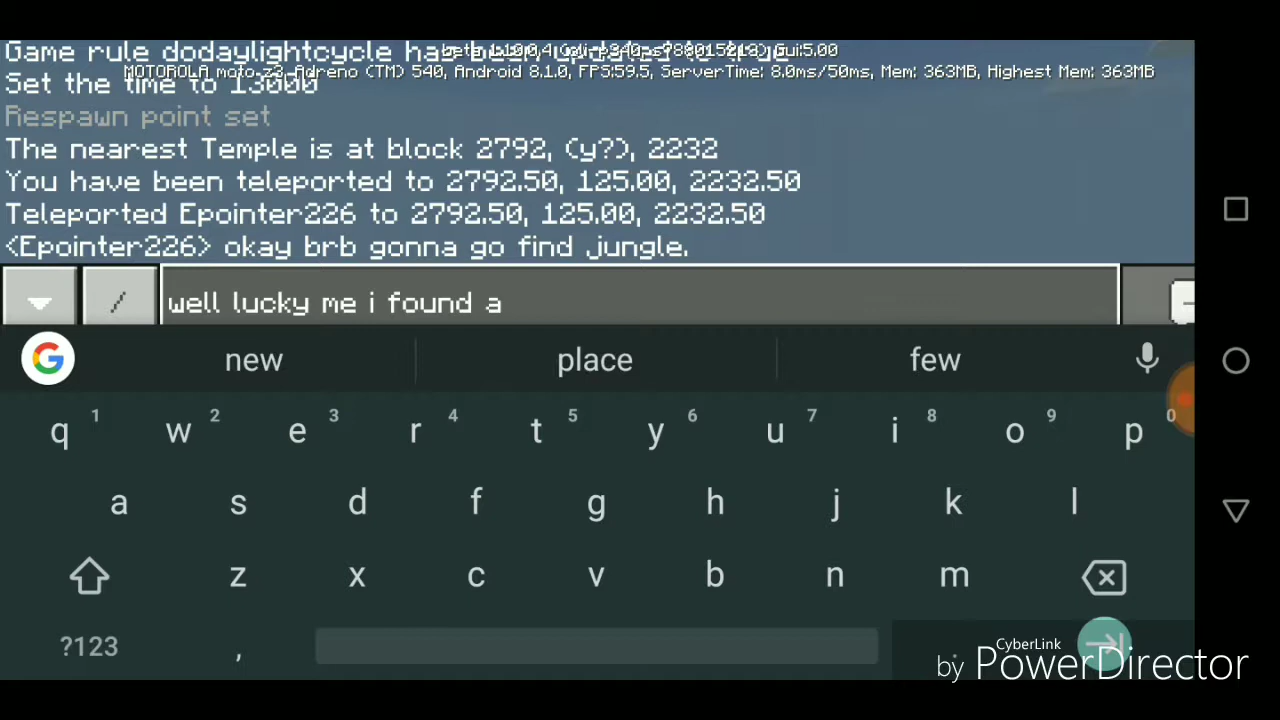 Game rule dodaylightcycle has been updated to true
MOTOROLA moto z3, Adreno (TM) 540, Android 8.1.0, FPS:59.5, ServerTime: 8.0ms/50ms, Mem: 363MB, Highest Mem: 363MB
Set the time to 13000
Respawn point set
The nearest Temple is at block 2792, (y?), 2232
You have been teleported to 2792.50, 125.00, 2232.50
Teleported Epointer226 to 2792.50, 125.00, 2232.50
<Epointer226> okay brb gonna go find jungle.
/ well lucky me i found a
G new place few
1 2 3 4 5 6 7 8 9 0
q w e r t y u i o p
a s d f g h j k l
z x c v b n m
?123 , .
CyberLink
by PowerDirector